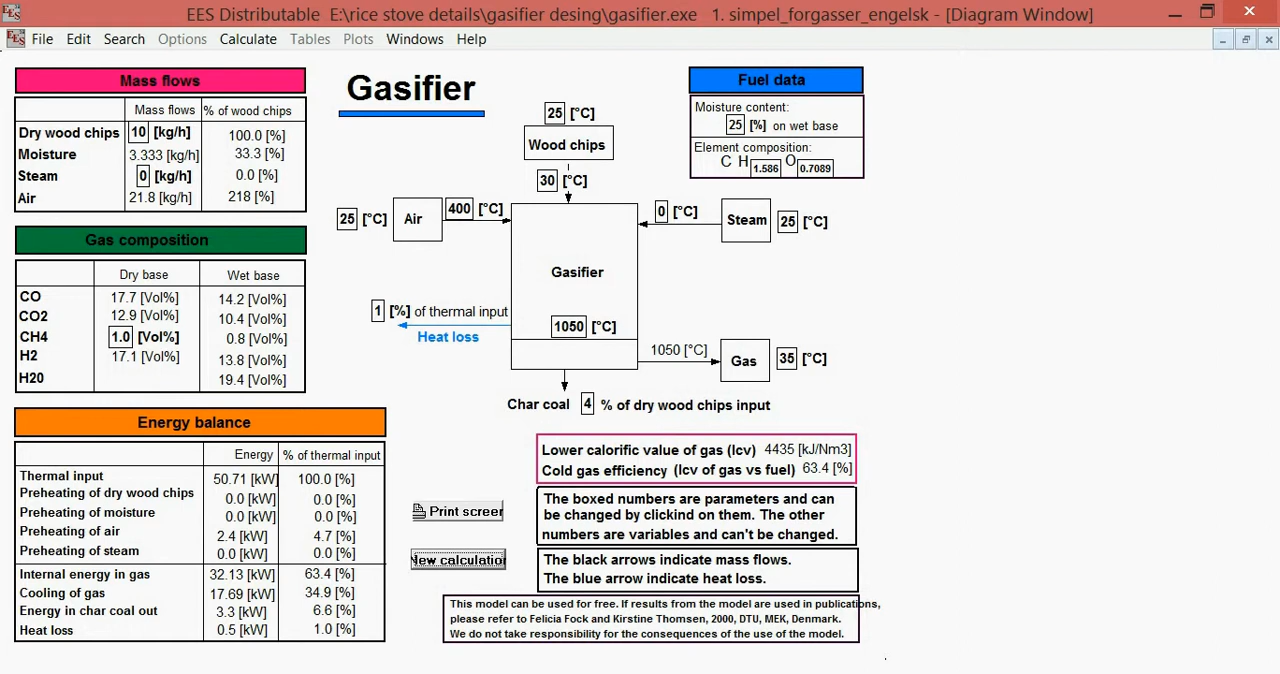 EES Distributable E:\rice stove details\gasifier desing\gasifier.exe 1. simpel_forgasser_engelsk - [Diagram Window]
File Edit Search Options Calculate Tables Plots Windows Help
Mass flows
Mass flows % of wood chips
Dry wood chips 10 [kg/h] 100.0 [%]
Moisture 3.333 [kg/h] 33.3 [%]
Steam 0 [kg/h] 0.0 [%]
Air 21.8 [kg/h] 218 [%]
Gas composition
Dry base Wet base
CO 17.7 [Vol%] 14.2 [Vol%]
CO2 12.9 [Vol%] 10.4 [Vol%]
CH4 1.0 [Vol%] 0.8 [Vol%]
H2 17.1 [Vol%] 13.8 [Vol%]
H20 19.4 [Vol%]
Energy balance
Energy % of thermal input
Thermal input 50.71 [kW] 100.0 [%]
Preheating of dry wood chips 0.0 [kW] 0.0 [%]
Preheating of moisture 0.0 [kW] 0.0 [%]
Preheating of air 2.4 [kW] 4.7 [%]
Preheating of steam 0.0 [kW] 0.0 [%]
Internal energy in gas 32.13 [kW] 63.4 [%]
Cooling of gas 17.69 [kW] 34.9 [%]
Energy in char coal out 3.3 [kW] 6.6 [%]
Heat loss 0.5 [kW] 1.0 [%]
Gasifier
25 [°C]
Wood chips
30 [°C]
25 [°C] Air 400 [°C]
0 [°C] Steam 25 [°C]
Gasifier
1 [%] of thermal input
Heat loss
1050 [°C]
1050 [°C] Gas 35 [°C]
Char coal 4 % of dry wood chips input
Fuel data
Moisture content:
25 [%] on wet base
Element composition:
C H 1.586 O 0.7089
Lower calorific value of gas (lcv) 4435 [kJ/Nm3]
Cold gas efficiency (lcv of gas vs fuel) 63.4 [%]
Print screen
New calculation
The boxed numbers are parameters and can
be changed by clickind on them. The other
numbers are variables and can't be changed.
The black arrows indicate mass flows.
The blue arrow indicate heat loss.
This model can be used for free. If results from the model are used in publications,
please refer to Felicia Fock and Kirstine Thomsen, 2000, DTU, MEK, Denmark.
We do not take responsibility for the consequences of the use of the model.